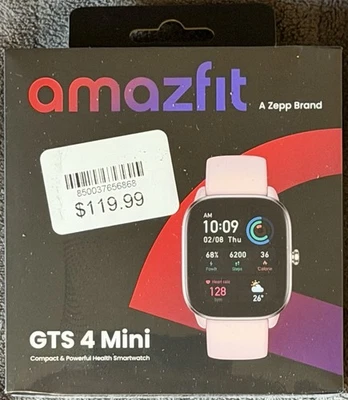 amazfit
A Zepp Brand
850037656868
$119.99
AM
10:09
02/08 Thu
68% 6200 36
Steps
Heart rate
128
26°
GTS 4 Mini
Compact & Powerful Health Smartwatch